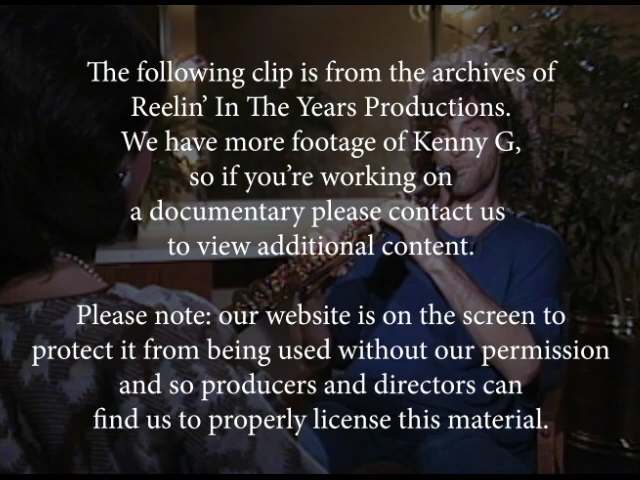 The following clip is from the archives of
Reelin’ In The Years Productions.
We have more footage of Kenny G,
so if you’re working on
a documentary please contact us
to view additional content.
Please note: our website is on the screen to
protect it from being used without our permission
and so producers and directors can
find us to properly license this material.